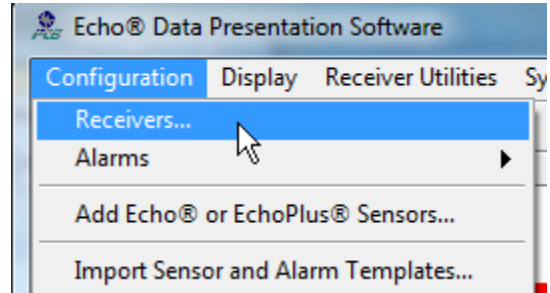 Echo® Data Presentation Software
Configuration Display Receiver Utilities
Receivers...
Alarms
Add Echo® or EchoPlus® Sensors...
Import Sensor and Alarm Templates...